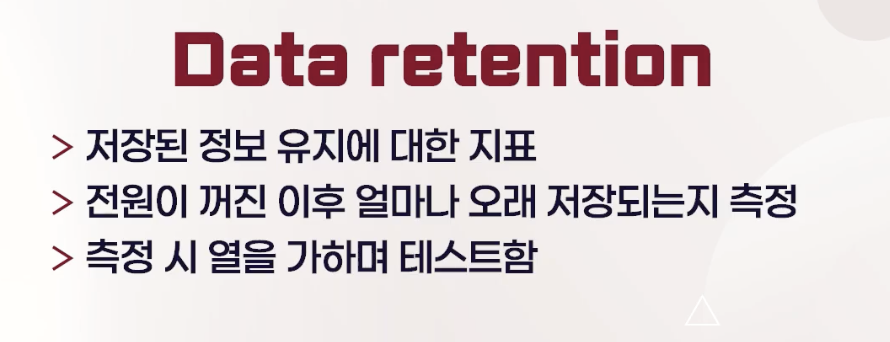 Data retention
> 저장된 정보 유지에 대한 지표
> 전원이 꺼진 이후 얼마나 오래 저장되는지 측정
> 측정 시 열을 가하며 테스트함